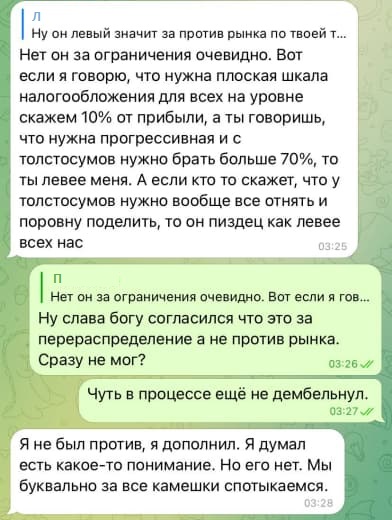 Л
Ну он левый значит за против рынка по твоей т...
Нет он за ограничения очевидно. Вот
если я говорю, что нужна плоская шкала
налогообложения для всех на уровне
скажем 10% от прибыли, а ты говоришь,
что нужна прогрессивная и с
толстосумов нужно брать больше 70%, то
ты левее меня. А если кто то скажет, что у
толстосумов нужно вообще все отнять и
поровну поделить, то он пиздец как левее
всех нас
03:25
П
Нет он за ограничения очевидно. Вот если я гов...
Ну слава богу согласился что это за
перераспределение а не против рынка.
Сразу не мог?
03:26
Чуть в процессе ещё не дембельнул.
03:27
Я не был против, я дополнил. Я думал
есть какое-то понимание. Но его нет. Мы
буквально за все камешки спотыкаемся.
03:28